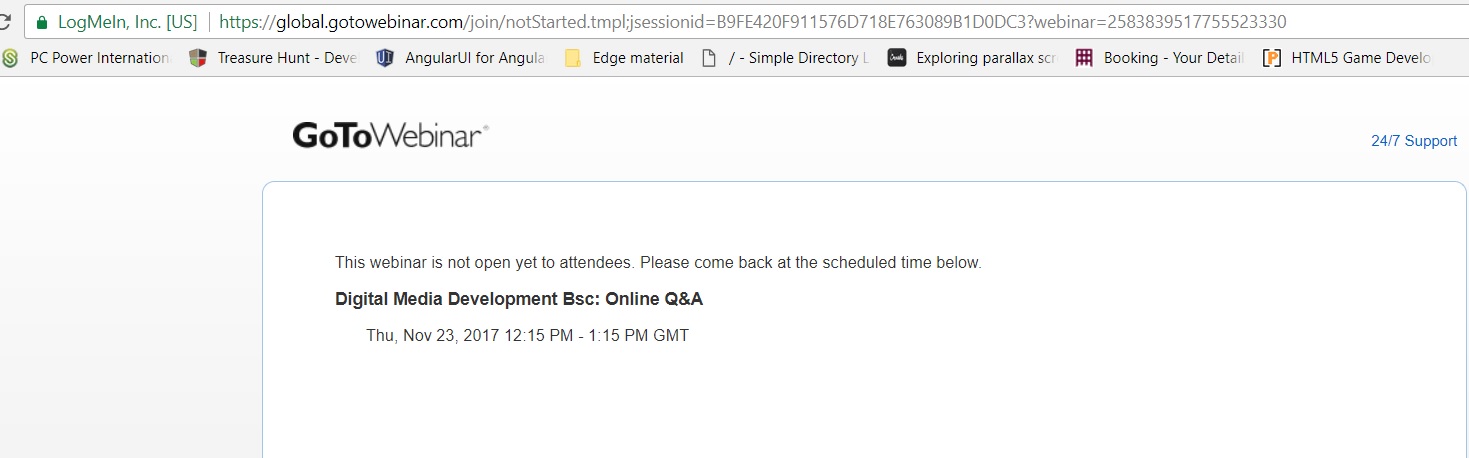 LogMeIn, Inc. [US] https://global.gotowebinar.com/join/notStarted.tmpl;jsessionid=B9FE420F911576D718E763089B1D0DC3?webinar=2583839517755523330
PC Power Internation Treasure Hunt - Deve AngularUI for Angula Edge material / - Simple Directory L Exploring parallax scr Booking - Your Detail HTML5 Game Develo
GoToWebinar
24/7 Support
This webinar is not open yet to attendees. Please come back at the scheduled time below.
Digital Media Development Bsc: Online Q&A
Thu, Nov 23, 2017 12:15 PM - 1:15 PM GMT